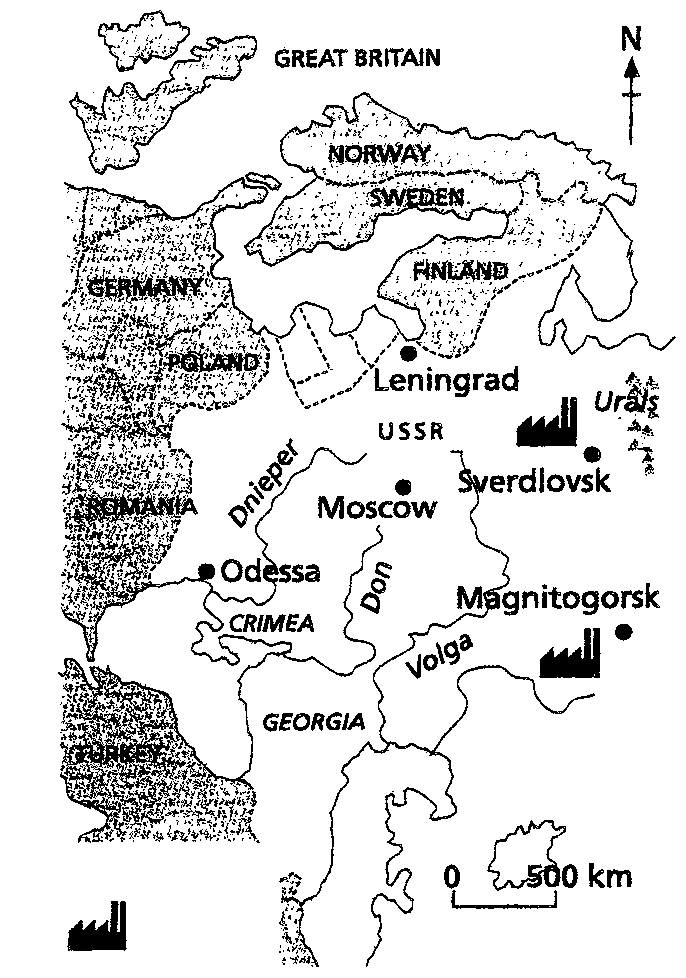 GREAT BRITAIN
N
NORWAY
SWEDEN
FINLAND
GERMANY
POLAND
Leningrad
Urals
USSR
Sverdlovsk
Dnieper
Moscow
ROMANIA
Odessa
Don
Magnitogorsk
CRIMEA
Volga
GEORGIA
TURKEY
0 500 km